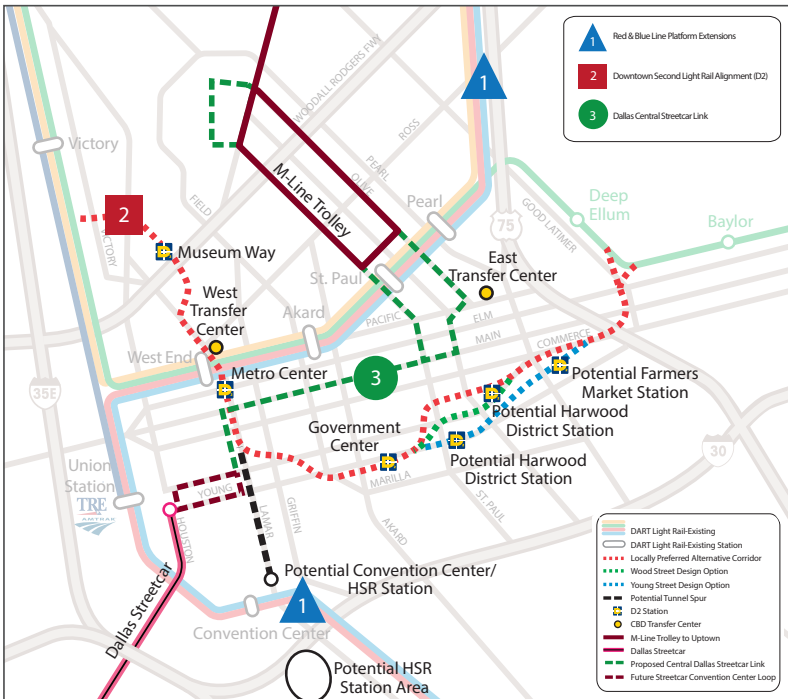 1
Red & Blue Line Platform Extensions
2
Downtown Second Light Rail Alignment (D2)
3
Dallas Central Streetcar Link
WOODALL RODGERS FWY
1
Victory
ROSS
PEARL
OLIVE
M-Line Trolley
FIELD
Pearl
75
GOOD LATIMER
Deep
Ellum
Baylor
2
VICTORY
Museum Way
St. Paul
East
Transfer Center
West
Transfer
Center
Akard
PACIFIC
ELM
MAIN
COMMERCE
West End
Metro Center
3
35E
Potential Farmers
Market Station
Potential Harwood
District Station
Government
Center
Potential Harwood
District Station
30
Union
Station
TRE
AMTRAK
YOUNG
MARILLA
HOUSTON
LAMAR
GRIFFIN
AKARD
ST. PAUL
Potential Convention Center/
HSR Station
1
Convention Center
Dallas Streetcar
Potential HSR
Station Area
DART Light Rail-Existing
DART Light Rail-Existing Station
Locally Preferred Alternative Corridor
Wood Street Design Option
Young Street Design Option
Potential Tunnel Spur
D2 Station
CBD Transfer Center
M-Line Trolley to Uptown
Dallas Streetcar
Proposed Central Dallas Streetcar Link
Future Streetcar Convention Center Loop